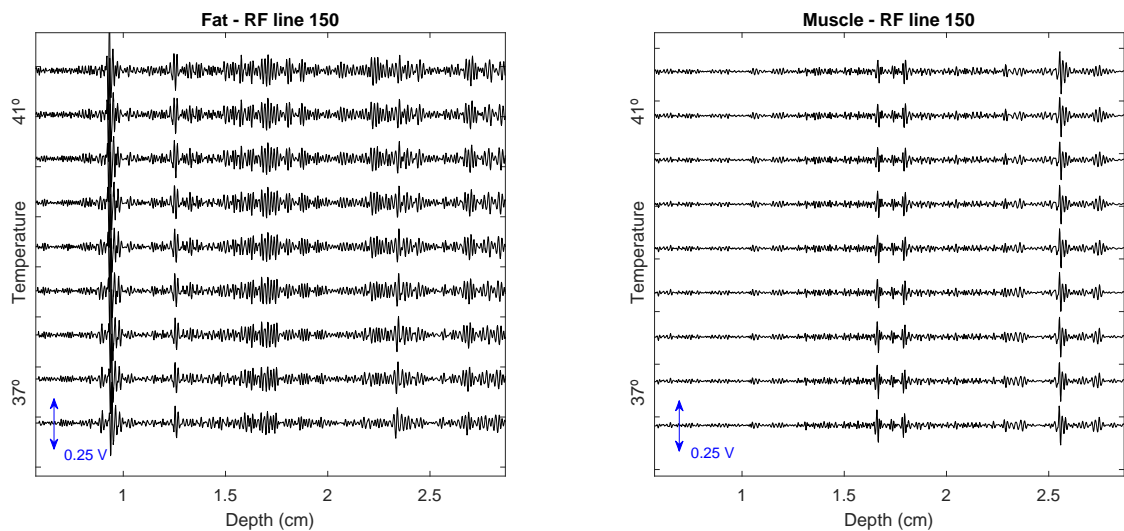 Fat - RF line 150
41º
Temperature
37º
0.25 V
1
1.5
2
2.5
Depth (cm)
Muscle - RF line 150
41º
Temperature
37º
0.25 V
1
1.5
2
2.5
Depth (cm)